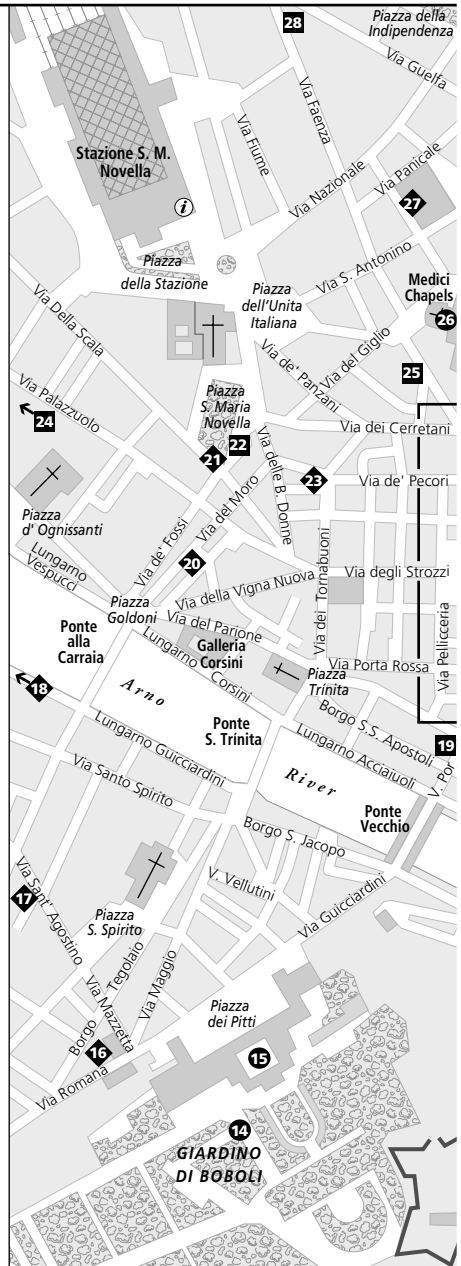 28
Piazza della
Indipendenza
Via Guelfa
Via Faenza
Via Fiume
Stazione S. M.
Novella
Via Nazionale
Via Panicale
27
i
Piazza
della Stazione
Via S. Antonino
Medici
Chapels
26
Piazza
dell'Unita
Italiana
Via Della Scala
Via de' Panzani
Via del Giglio
25
Via Palazzuolo
24
Piazza
S. Maria
Novella
22
21
Via dei Cerretani
Via delle B. Donne
23
Via de' Pecori
Piazza
d' Ognissanti
Via de' Fossi
Via del Moro
20
Lungarno
Vespucci
Via degli Strozzi
Via dei Tornabuoni
Via della Vigna Nuova
Piazza
Goldoni
Via del Parione
Via Pellicceria
Ponte
alla
Carraia
Galleria
Corsini
Lungarno Corsini
Via Porta Rossa
Piazza
Trinita
18
Arno
Ponte
S. Trinita
Borgo S.S. Apostoli
Lungarno Acciaiuoli
19
V. Por
Lungarno Guicciardini
River
Ponte
Vecchio
Via Santo Spirito
Borgo S. Jacopo
V. Vellutini
Via Guicciardini
17
Via Sant' Agostino
Piazza
S. Spirito
Borgo Tegolaio
Via Maggio
Via Mazzetta
Piazza
dei Pitti
16
15
Via Romana
14
GIARDINO
DI BOBOLI